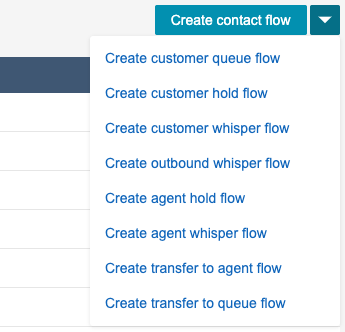 Create contact flow
Create customer queue flow
Create customer hold flow
Create customer whisper flow
Create outbound whisper flow
Create agent hold flow
Create agent whisper flow
Create transfer to agent flow
Create transfer to queue flow